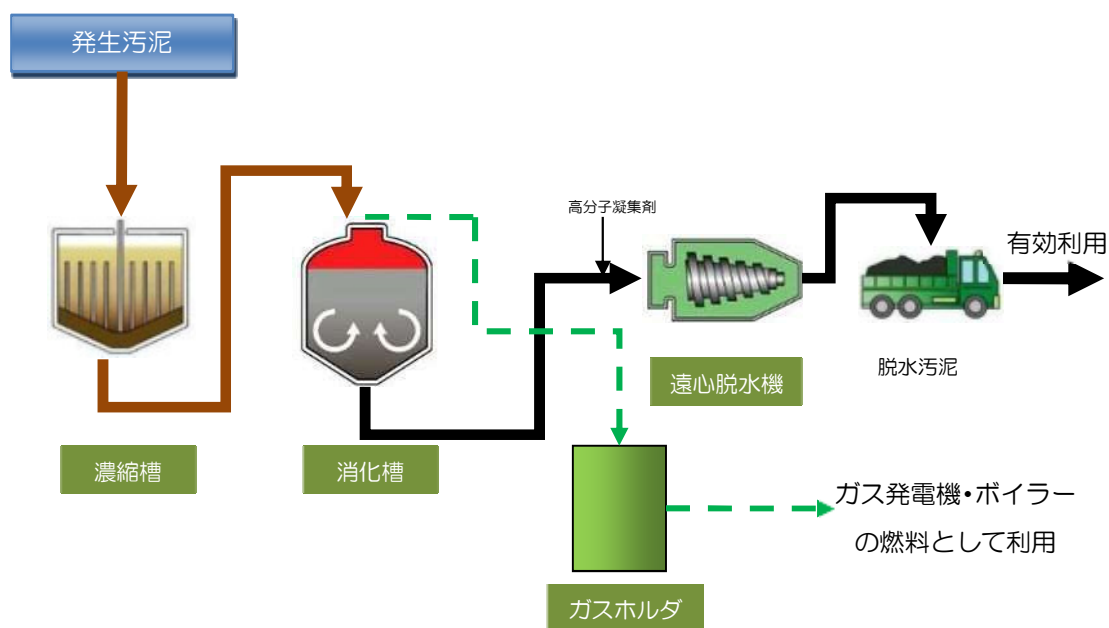 発生汚泥
高分子凝集剤
有効利用
脱水汚泥
遠心脱水機
濃縮槽
消化槽
ガス発電機・ボイラー
の燃料として利用
ガスホルダ